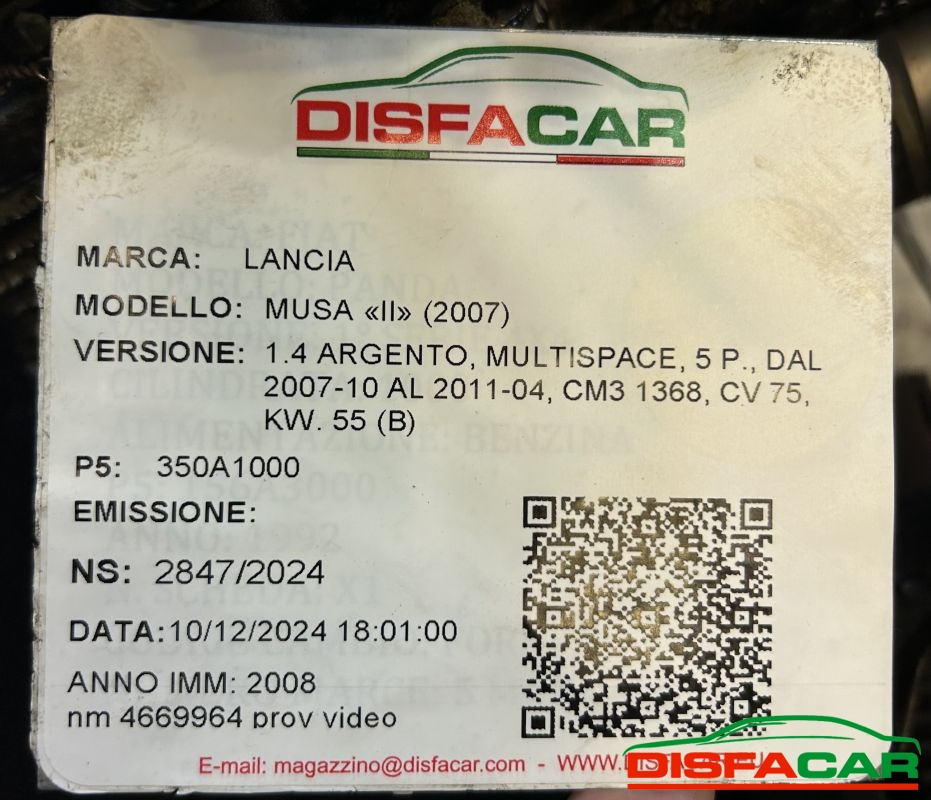 DISFACAR
MARCA: LANCIA
MODELLO: MUSA «II» (2007)
VERSIONE: 1.4 ARGENTO, MULTISPACE, 5 P., DAL
2007-10 AL 2011-04, CM3 1368, CV 75,
KW. 55 (B)
P5: 350A1000
EMISSIONE:
NS: 2847/2024
DATA:10/12/2024 18:01:00
ANNO IMM: 2008
nm 4669964 prov video
E-mail: magazzino@disfacar.com -
DISFACAR